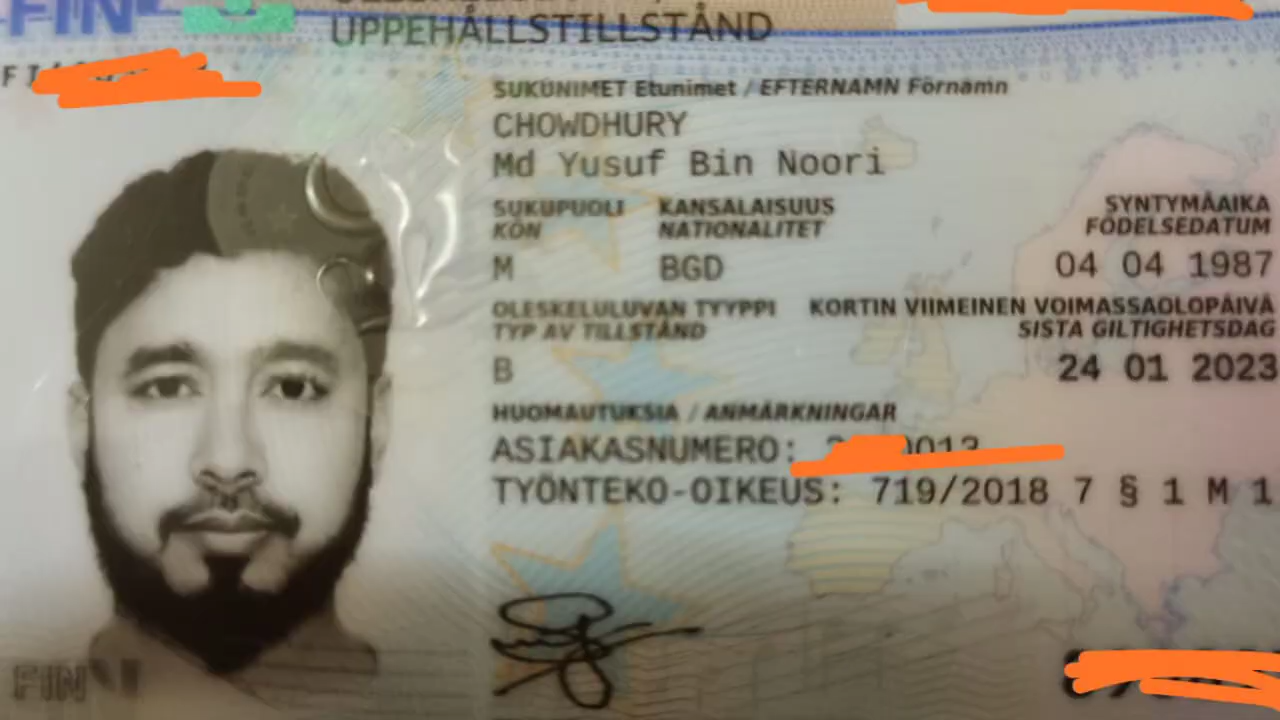 FIN
UPPEHÅLLSTILLSTÅND
SUKUNIMET Etunimet / EFTERNAMN Förnamn
CHOWDHURY
Md Yusuf Bin Noori
SUKUPUOLI KANSALAISUUS SYNTYMÄAIKA
KÖN NATIONALITET FÖDELSEDATUM
M BGD 04 04 1987
OLESKELULUVAN TYYPPI KORTIN VIIMEINEN VOIMASSAOLOPÄIVÄ
TYP AV TILLSTÅND SISTA GILTIGHETSDAG
B 24 01 2023
HUOMAUTUKSIA / ANMÄRKNINGAR
ASIAKASNUMERO:
TYÖNTEKO-OIKEUS: 719/2018 7 § 1 M 1
FIN